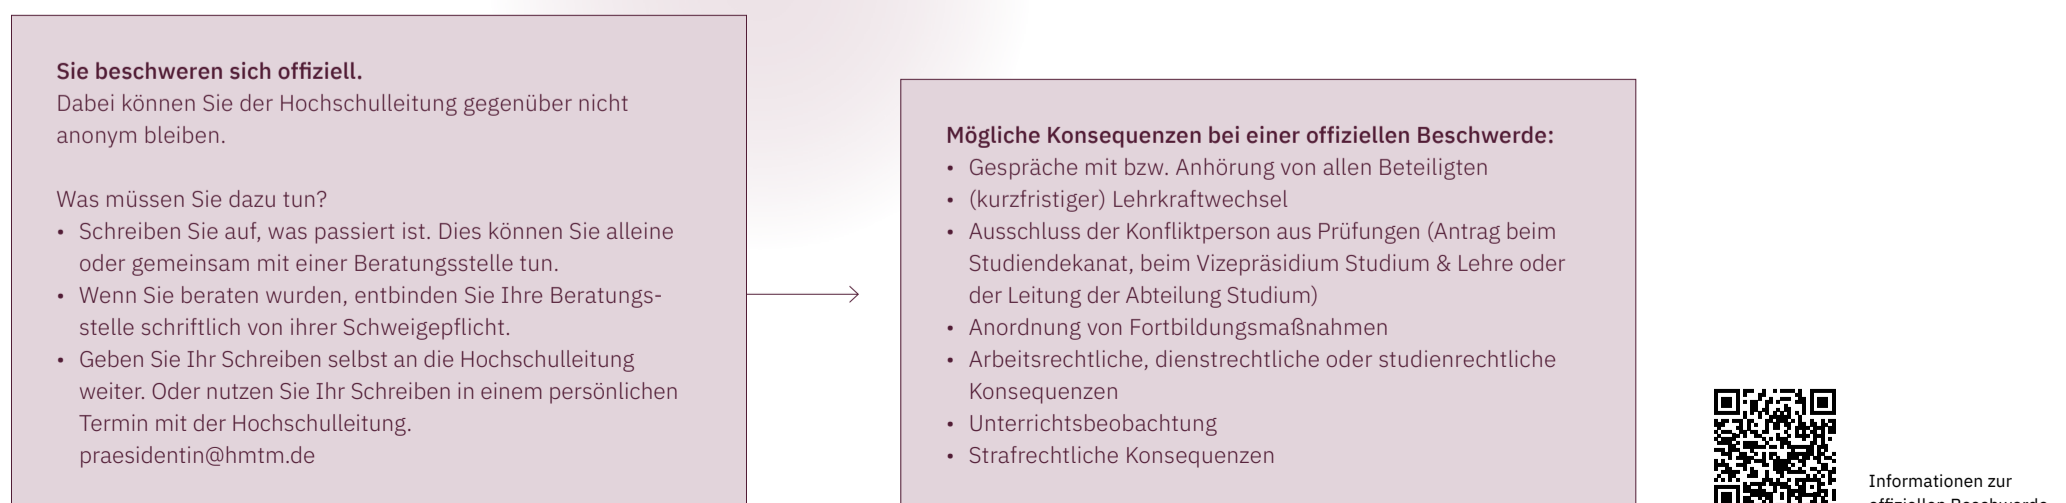 Sie beschweren sich offiziell.
Dabei können Sie der Hochschulleitung gegenüber nicht
anonym bleiben.
Was müssen Sie dazu tun?
• Schreiben Sie auf, was passiert ist. Dies können Sie alleine
oder gemeinsam mit einer Beratungsstelle tun.
• Wenn Sie beraten wurden, entbinden Sie Ihre Beratungs-
stelle schriftlich von ihrer Schweigepflicht.
• Geben Sie Ihr Schreiben selbst an die Hochschulleitung
weiter. Oder nutzen Sie Ihr Schreiben in einem persönlichen
Termin mit der Hochschulleitung.
praesidentin@hmtm.de
Mögliche Konsequenzen bei einer offiziellen Beschwerde:
• Gespräche mit bzw. Anhörung von allen Beteiligten
• (kurzfristiger) Lehrkraftwechsel
• Ausschluss der Konfliktperson aus Prüfungen (Antrag beim
Studiendekanat, beim Vizepräsidium Studium & Lehre oder
der Leitung der Abteilung Studium)
• Anordnung von Fortbildungsmaßnahmen
• Arbeitsrechtliche, dienstrechtliche oder studienrechtliche
Konsequenzen
• Unterrichtsbeobachtung
• Strafrechtliche Konsequenzen
Informationen zur
offiziellen Beschwerde